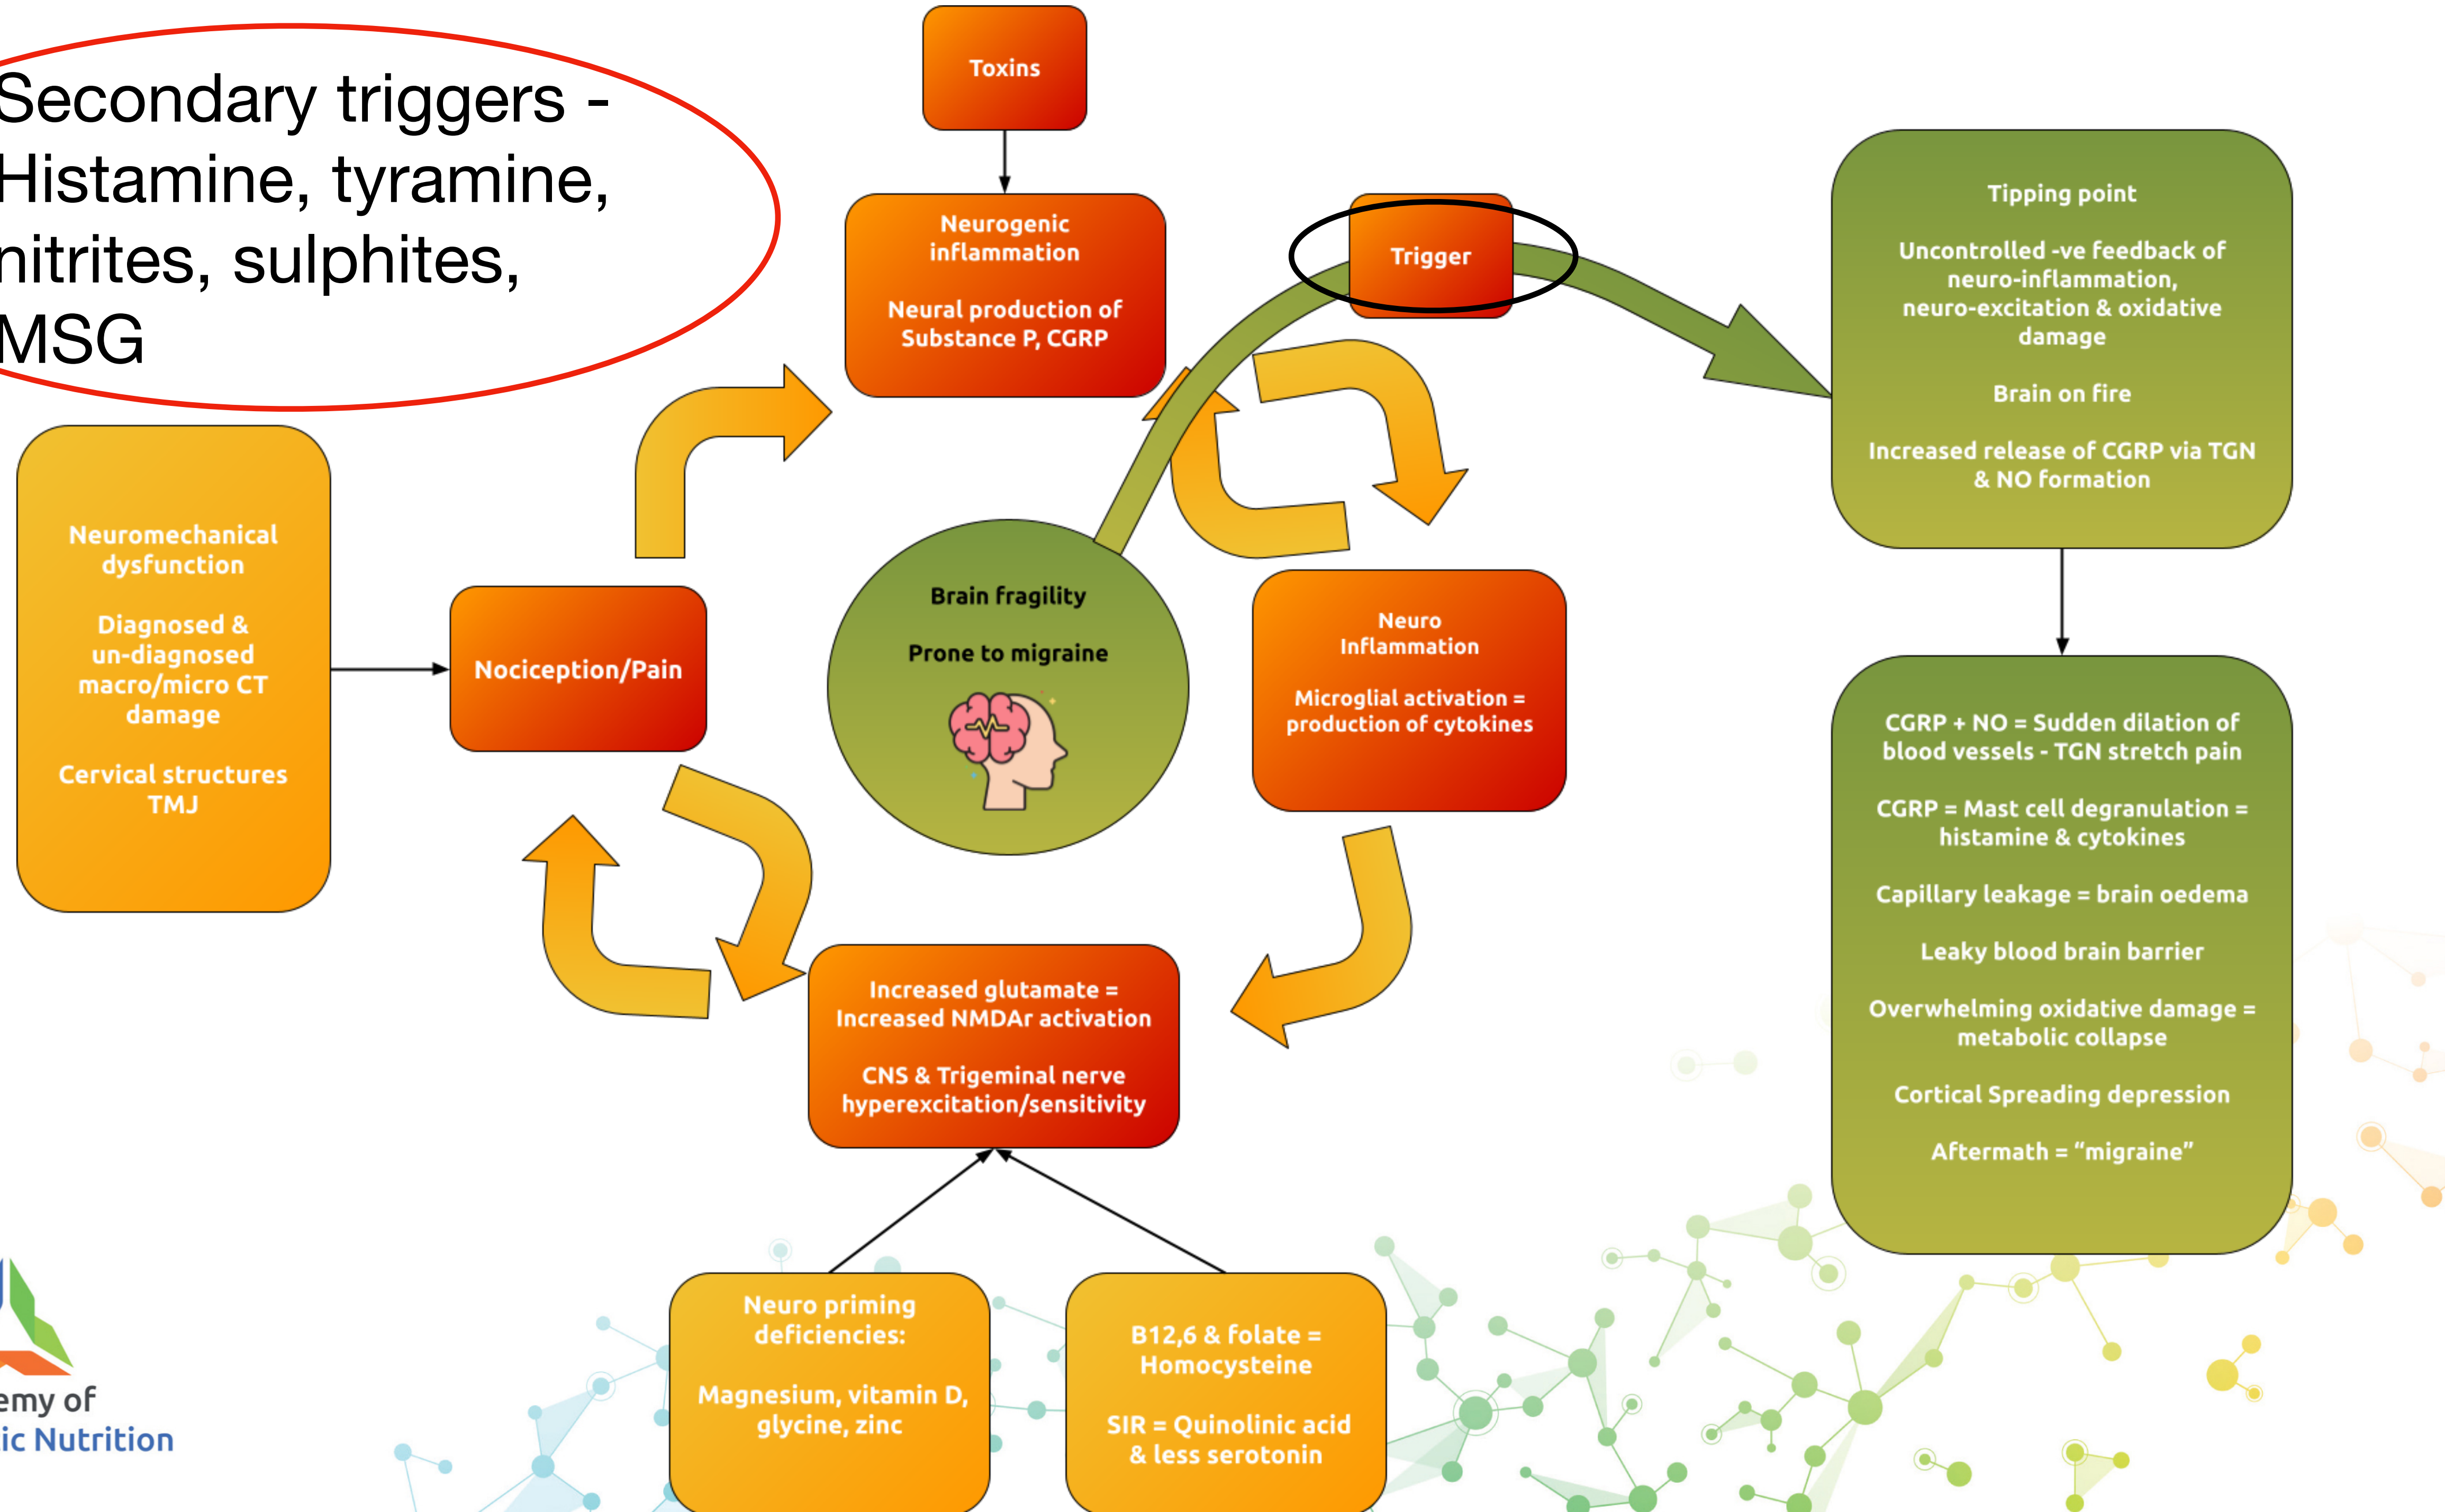 Secondary triggers -
Histamine, tyramine,
nitrites, sulphites,
MSG
Toxins
Neurogenic
inflammation
Neural production of
Substance P, CGRP
Trigger
Tipping point
Uncontrolled -ve feedback of
neuro-inflammation,
neuro-excitation & oxidative
damage
Brain on fire
Increased release of CGRP via TGN
& NO formation
Neuromechanical
dysfunction
Diagnosed &
un-diagnosed
macro/micro CT
damage
Cervical structures
TMJ
Nociception/Pain
Brain fragility
Prone to migraine
Neuro
Inflammation
Microglial activation =
production of cytokines
CGRP + NO = Sudden dilation of
blood vessels - TGN stretch pain
CGRP = Mast cell degranulation =
histamine & cytokines
Capillary leakage = brain oedema
Leaky blood brain barrier
Overwhelming oxidative damage =
metabolic collapse
Cortical Spreading depression
Aftermath = “migraine”
Increased glutamate =
Increased NMDAr activation
CNS & Trigeminal nerve
hyperexcitation/sensitivity
Neuro priming
deficiencies:
Magnesium, vitamin D,
glycine, zinc
B12,6 & folate =
Homocysteine
SIR = Quinolinic acid
& less serotonin
emy of
ic Nutrition